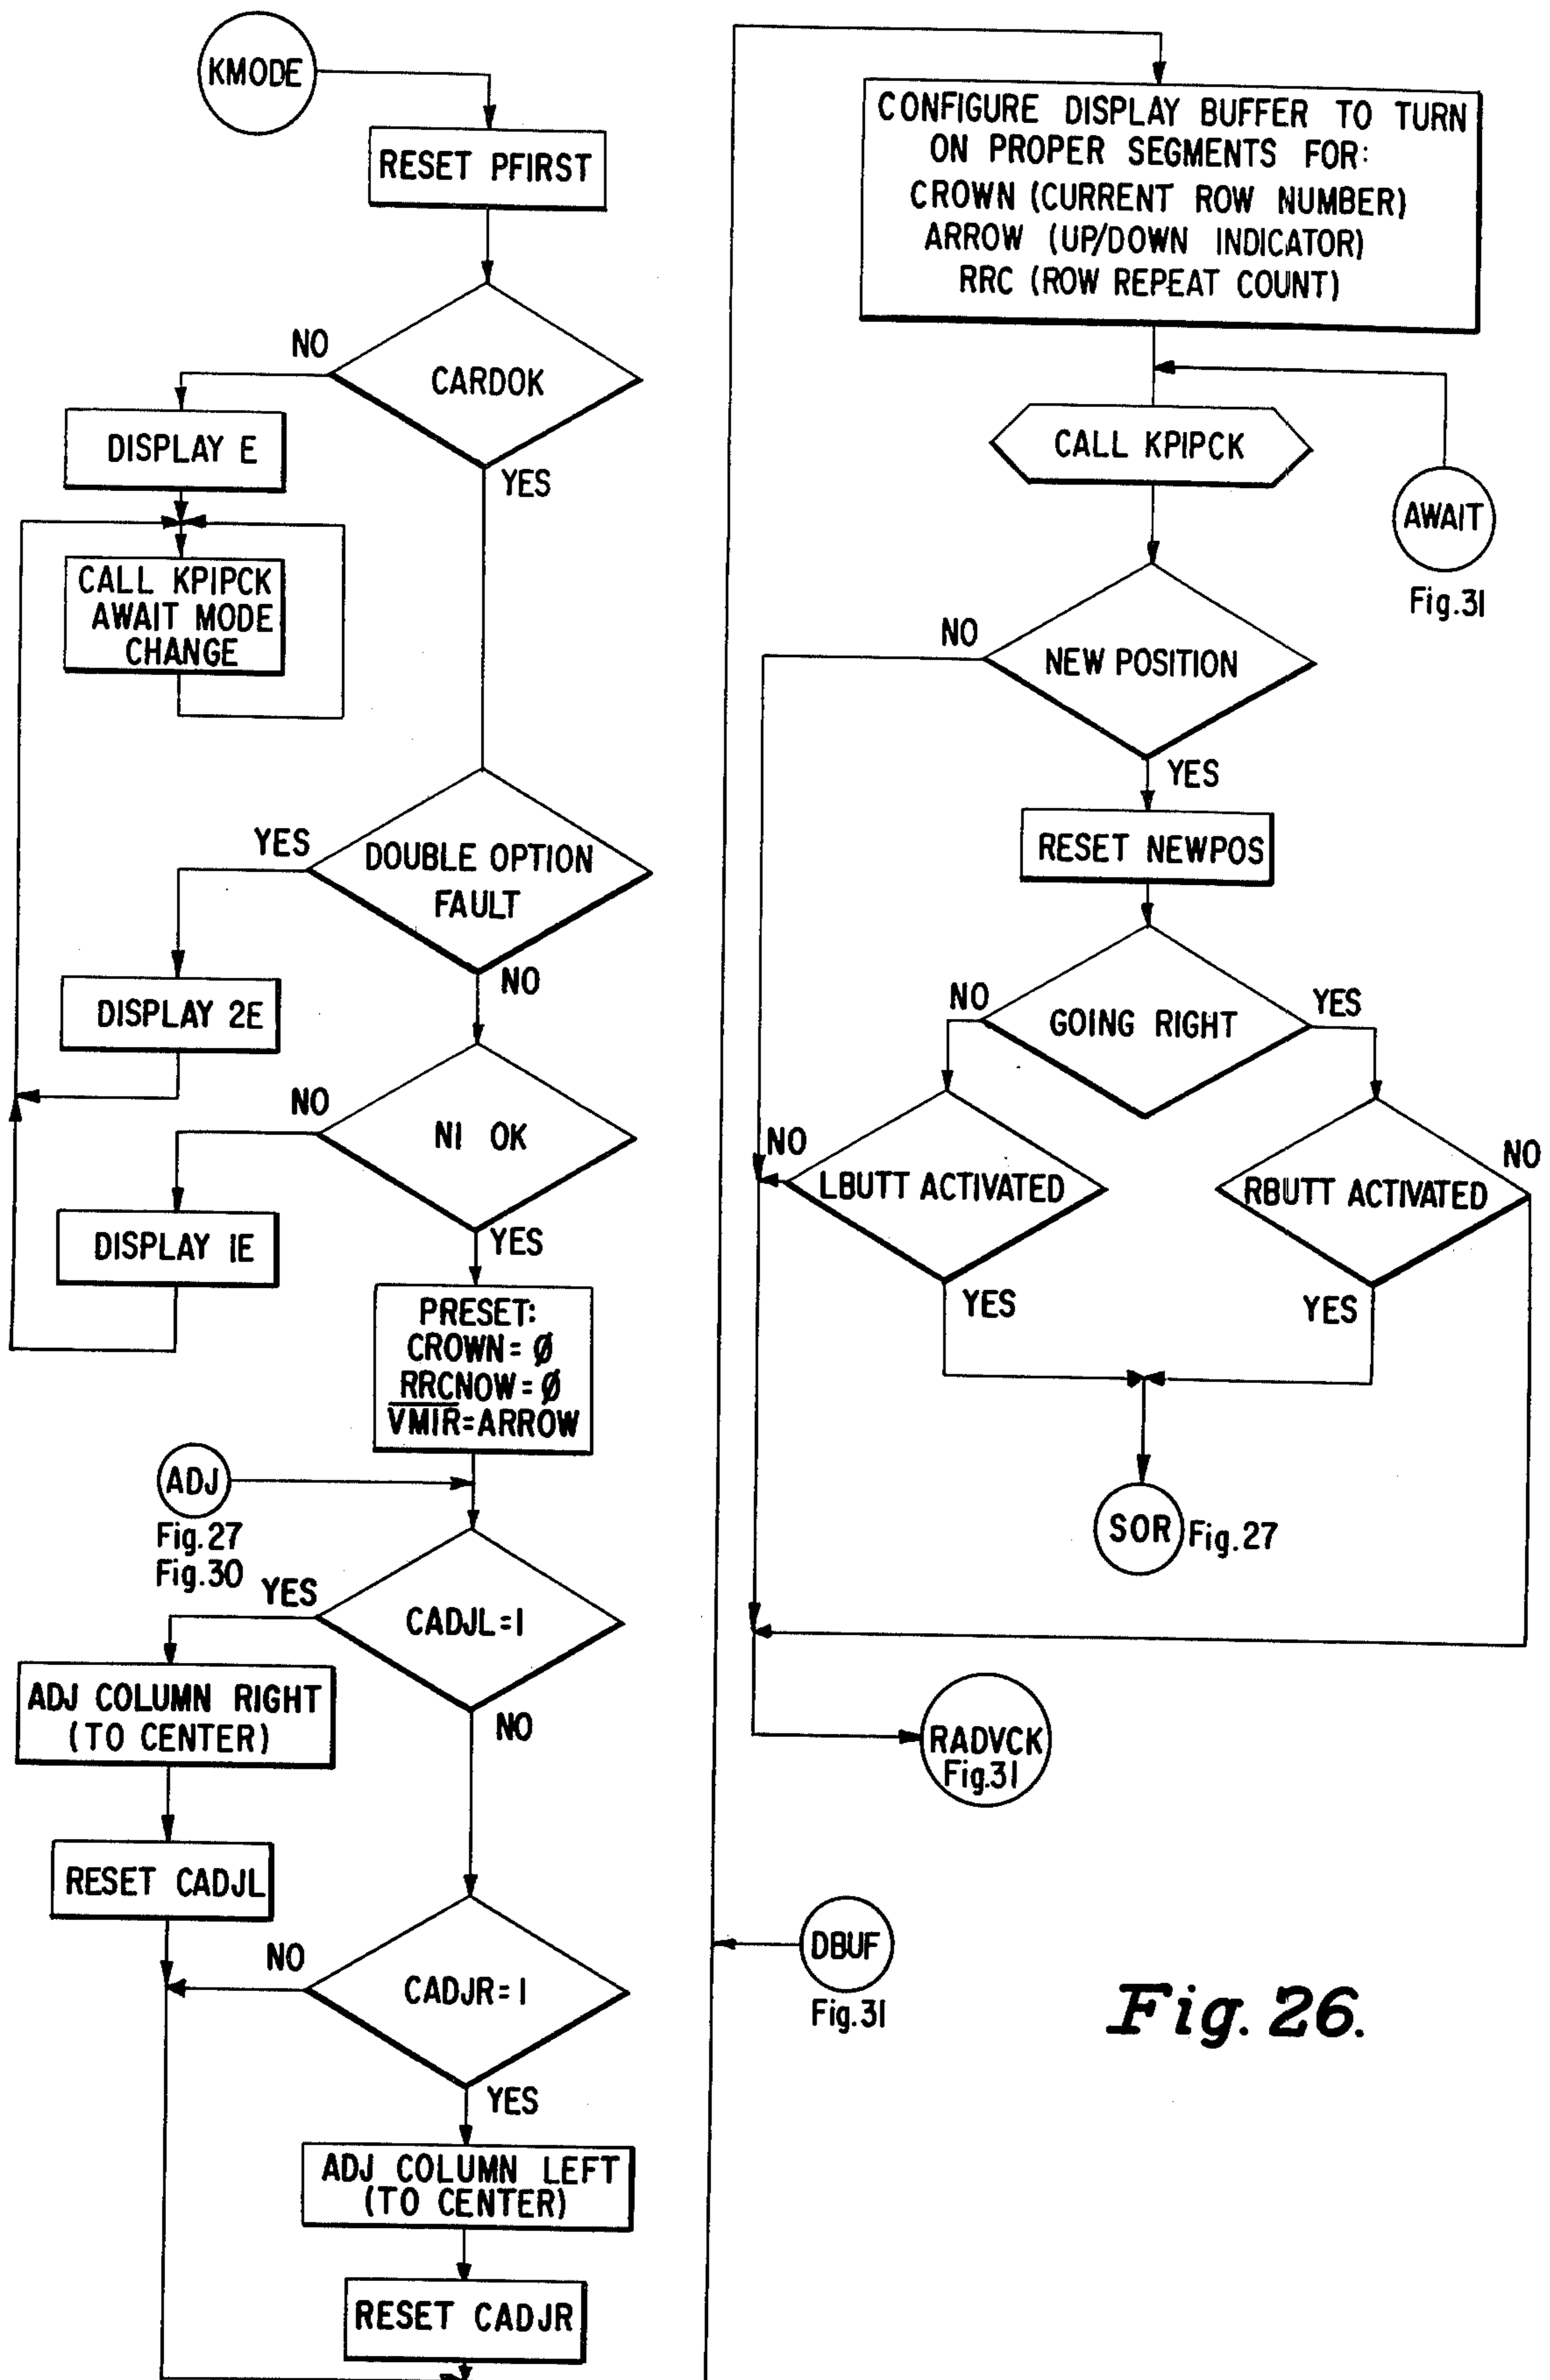 KMODE
RESET PFIRST
CARDOK
NO
YES
DISPLAY E
CALL KPIPCK
AWAIT MODE
CHANGE
DOUBLE OPTION
FAULT
YES
NO
DISPLAY 2E
NI OK
NO
YES
DISPLAY 1E
PRESET:
CROWN = Ø
RRCNOW = Ø
VMIR = ARROW
ADJ
Fig. 27
Fig. 30
CADJL = 1
YES
NO
ADJ COLUMN RIGHT
(TO CENTER)
RESET CADJL
CADJR = 1
NO
YES
ADJ COLUMN LEFT
(TO CENTER)
RESET CADJR
CONFIGURE DISPLAY BUFFER TO TURN
ON PROPER SEGMENTS FOR:
CROWN (CURRENT ROW NUMBER)
ARROW (UP/DOWN INDICATOR)
RRC (ROW REPEAT COUNT)
CALL KPIPCK
AWAIT
Fig. 31
NEW POSITION
NO
YES
RESET NEWPOS
GOING RIGHT
NO
YES
LBUTT ACTIVATED
NO
YES
RBUTT ACTIVATED
NO
YES
SOR Fig. 27
RADVCK
Fig. 31
DBUF
Fig. 31
Fig. 26.